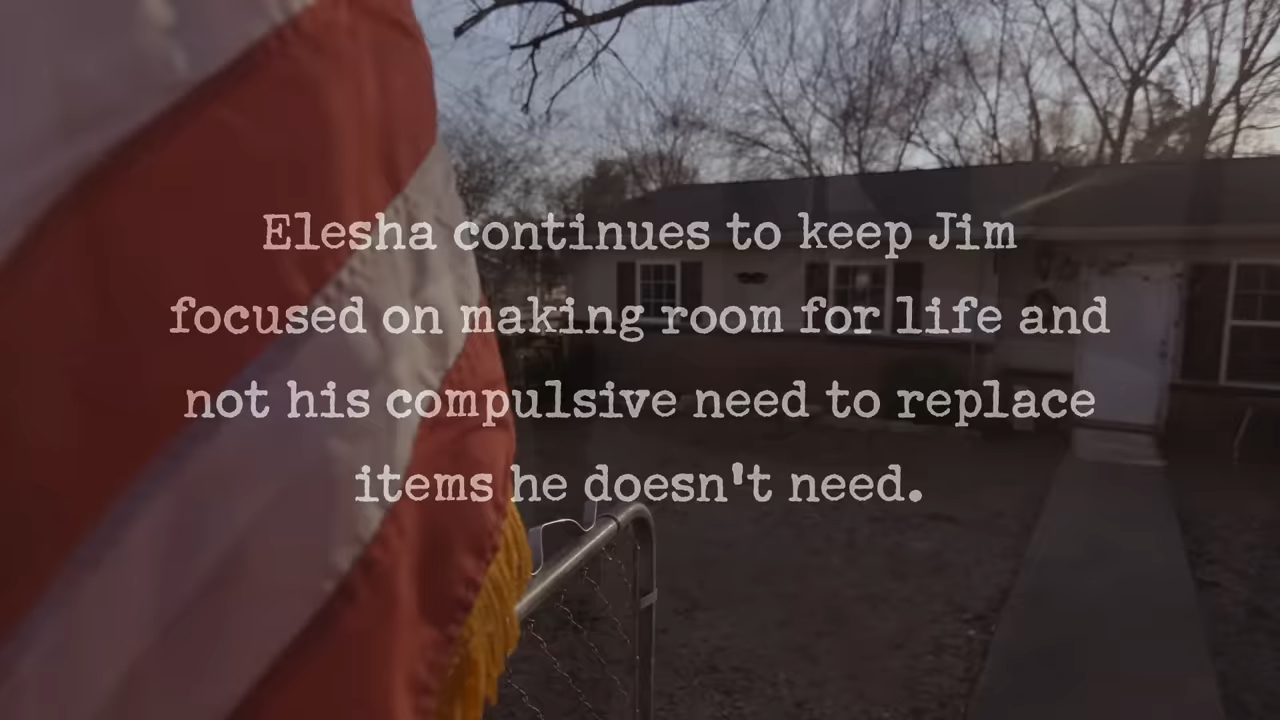 Elesha continues to keep Jim
focused on making room for life and
not his compulsive need to replace
items he doesn't need.